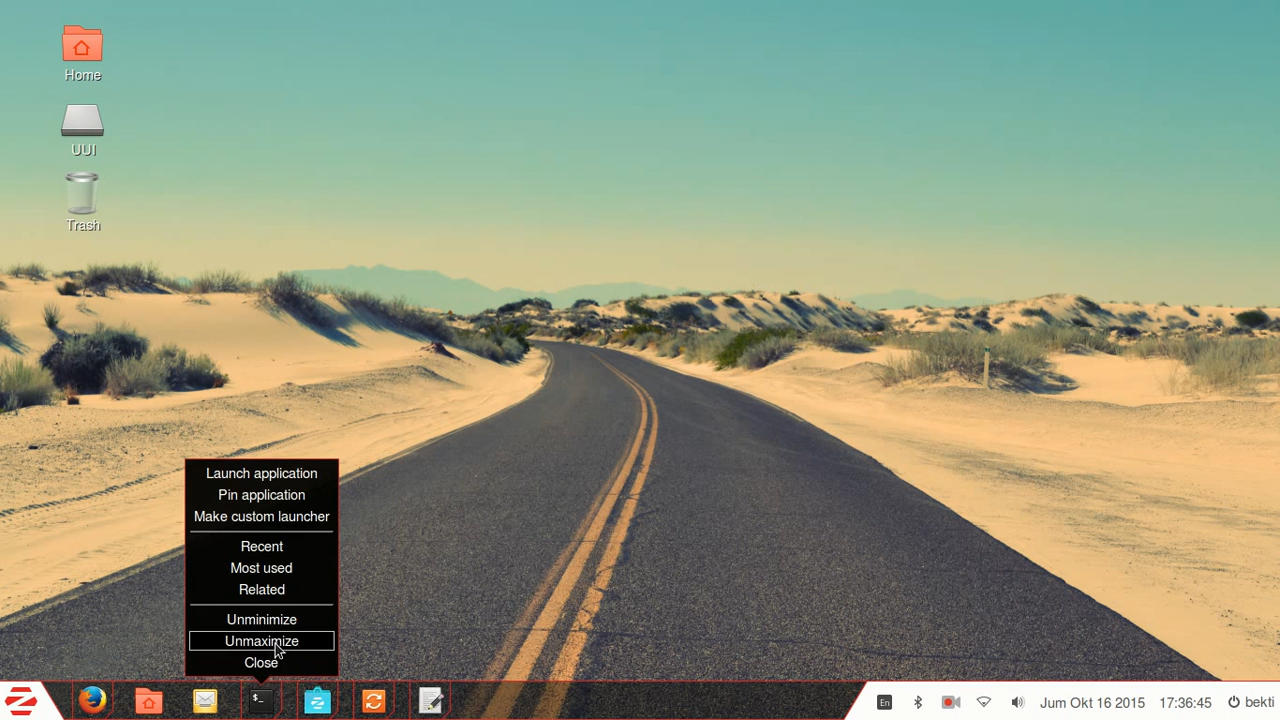 Home
UUI
Trash
Launch application
Pin application
Make custom launcher
Recent
Most used
Related
Unminimize
Unmaximize
Close
$_
En
Jum Okt 16 2015 17:36:45 bekti